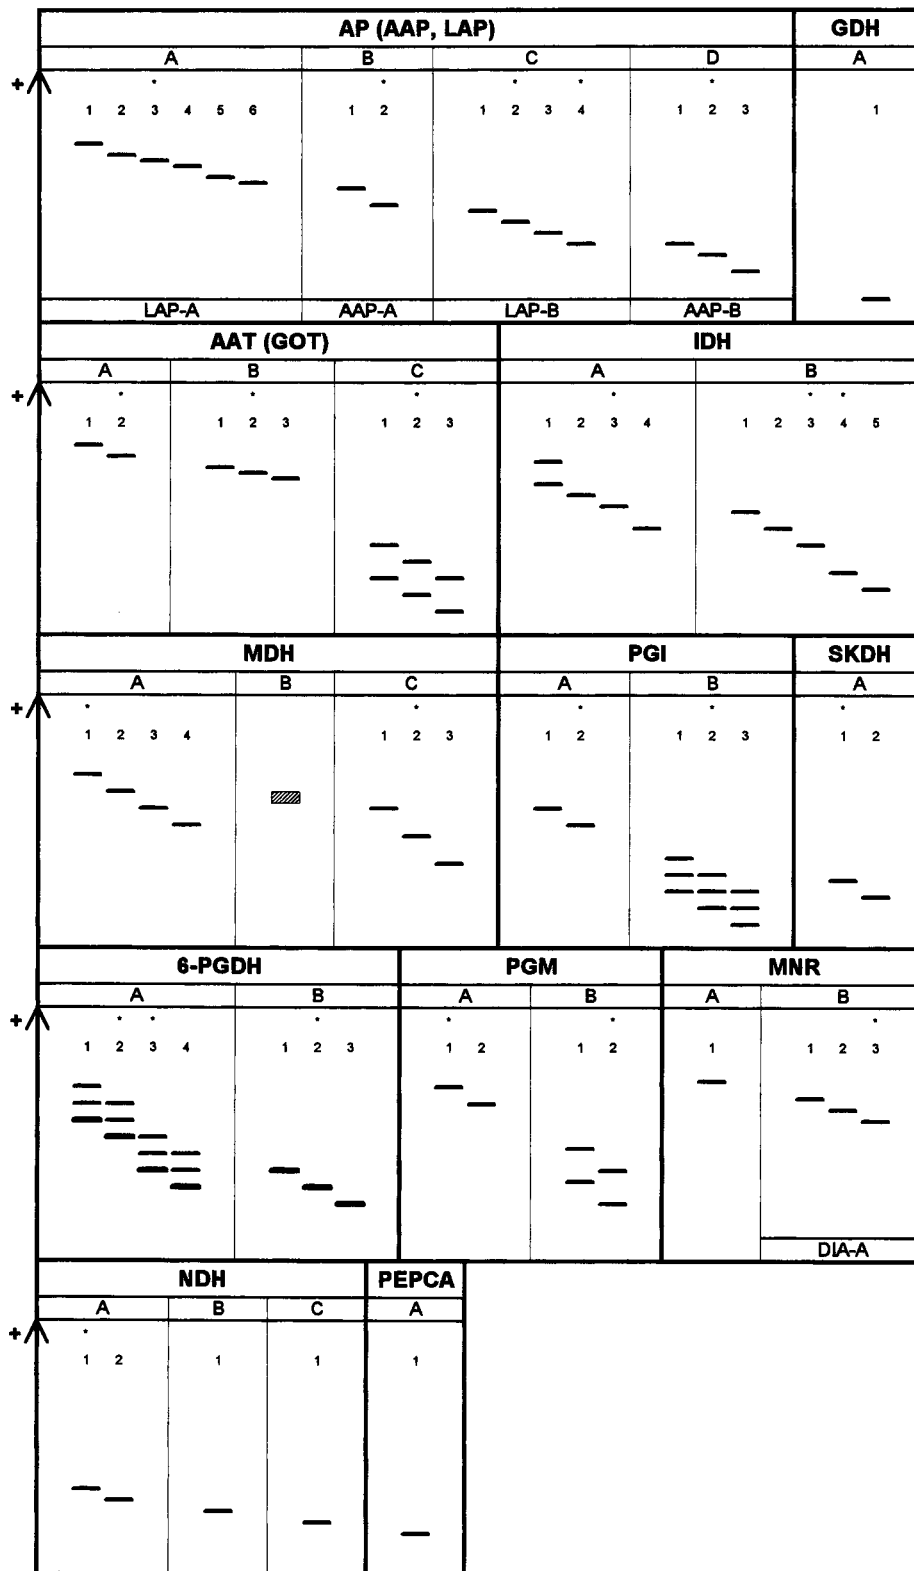 AP (AAP, LAP) GDH
A B C D A
+ * * * * *
1 2 3 4 5 6 1 2 1 2 3 4 1 2 3 1
LAP-A AAP-A LAP-B AAP-B
AAT (GOT) IDH
A B C A B
+ * * * * * *
1 2 1 2 3 1 2 3 1 2 3 4 1 2 3 4 5
MDH PGI SKDH
A B C A B A
+ * * * * *
1 2 3 4 1 2 3 1 2 1 2 3 1 2
6-PGDH PGM MNR
A B A B A B
+ * * * * * *
1 2 3 4 1 2 3 1 2 1 2 1 1 2 3
DIA-A
NDH PEPCA
A B C A
+ *
1 2 1 1 1